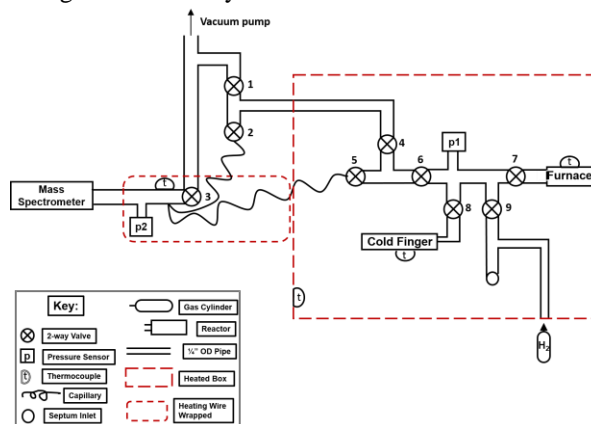 Vacuum pump
1
2
3
4
5
6
7
8
9
p1
t
Furnace
Mass
Spectrometer
t
p2
Cold Finger
t
t
H2
Key:
Gas Cylinder
2-way Valve
Reactor
p
Pressure Sensor
¼” OD Pipe
t
Thermocouple
Heated Box
Capillary
Septum Inlet
Heating Wire
Wrapped